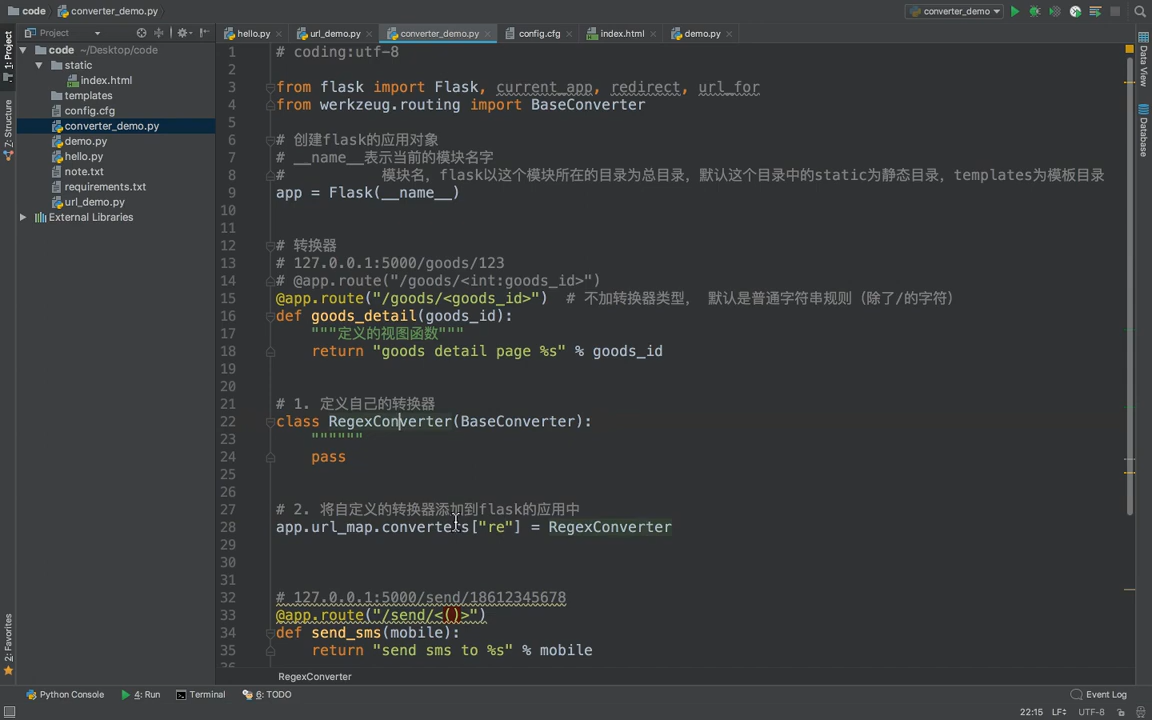 code converter_demo.py converter_demo
Project
hello.py url_demo.py converter_demo.py config.cfg index.html demo.py
code ~/Desktop/code
static
index.html
templates
config.cfg
converter_demo.py
demo.py
hello.py
note.txt
requirements.txt
url_demo.py
External Libraries
1: Project
7: Structure
2: Favorites
Data View
Database
1 # coding:utf-8
2
3 from flask import Flask, current_app, redirect, url_for
4 from werkzeug.routing import BaseConverter
5
6 # 创建flask的应用对象
7 # __name__表示当前的模块名字
8 # 模块名，flask以这个模块所在的目录为总目录，默认这个目录中的static为静态目录，templates为模板目录
9 app = Flask(__name__)
10
11
12 # 转换器
13 # 127.0.0.1:5000/goods/123
14 # @app.route("/goods/<int:goods_id>")
15 @app.route("/goods/<goods_id>") # 不加转换器类型， 默认是普通字符串规则（除了/的字符）
16 def goods_detail(goods_id):
17 """定义的视图函数"""
18 return "goods detail page %s" % goods_id
19
20
21 # 1. 定义自己的转换器
22 class RegexConverter(BaseConverter):
23 """"""
24 pass
25
26
27 # 2. 将自定义的转换器添加到flask的应用中
28 app.url_map.converters["re"] = RegexConverter
29
30
31
32 # 127.0.0.1:5000/send/18612345678
33 @app.route("/send/<()>")
34 def send_sms(mobile):
35 return "send sms to %s" % mobile
RegexConverter
Python Console 4: Run Terminal 6: TODO Event Log
22:15 LF UTF-8